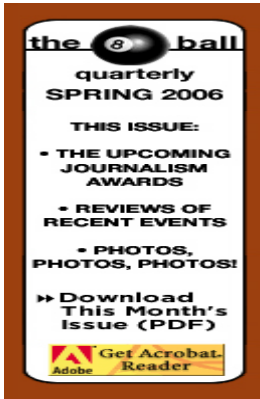 the 8 ball
quarterly
SPRING 2006
THIS ISSUE:
• THE UPCOMING
JOURNALISM
AWARDS
• REVIEWS OF
RECENT EVENTS
• PHOTOS,
PHOTOS, PHOTOS!
Download
This Month's
Issue (PDF)
Get Acrobat
Reader
Adobe